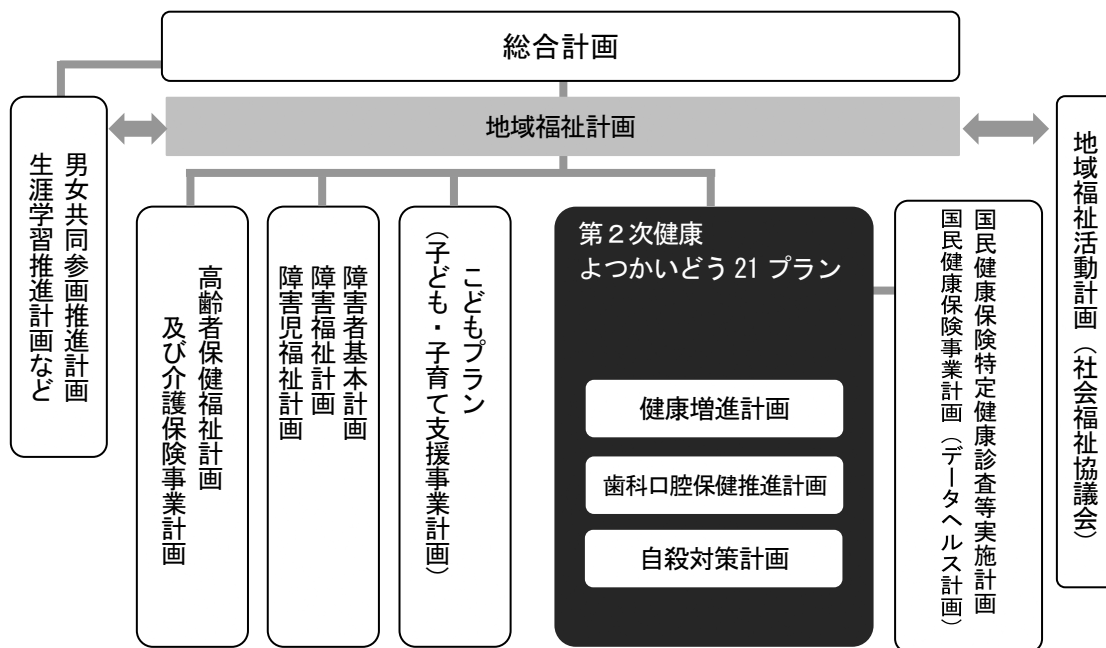 総合計画
地域福祉計画
男女共同参画推進計画
生涯学習推進計画など
高齢者保健福祉計画
及び介護保険事業計画
障害者基本計画
障害福祉計画
障害児福祉計画
こどもプラン
(子ども・子育て支援事業計画)
第２次健康
よつかいどう 21 プラン
健康増進計画
歯科口腔保健推進計画
自殺対策計画
国民健康保険特定健康診査等実施計画
国民健康保険事業計画(データヘルス計画)
地域福祉活動計画(社会福祉協議会)